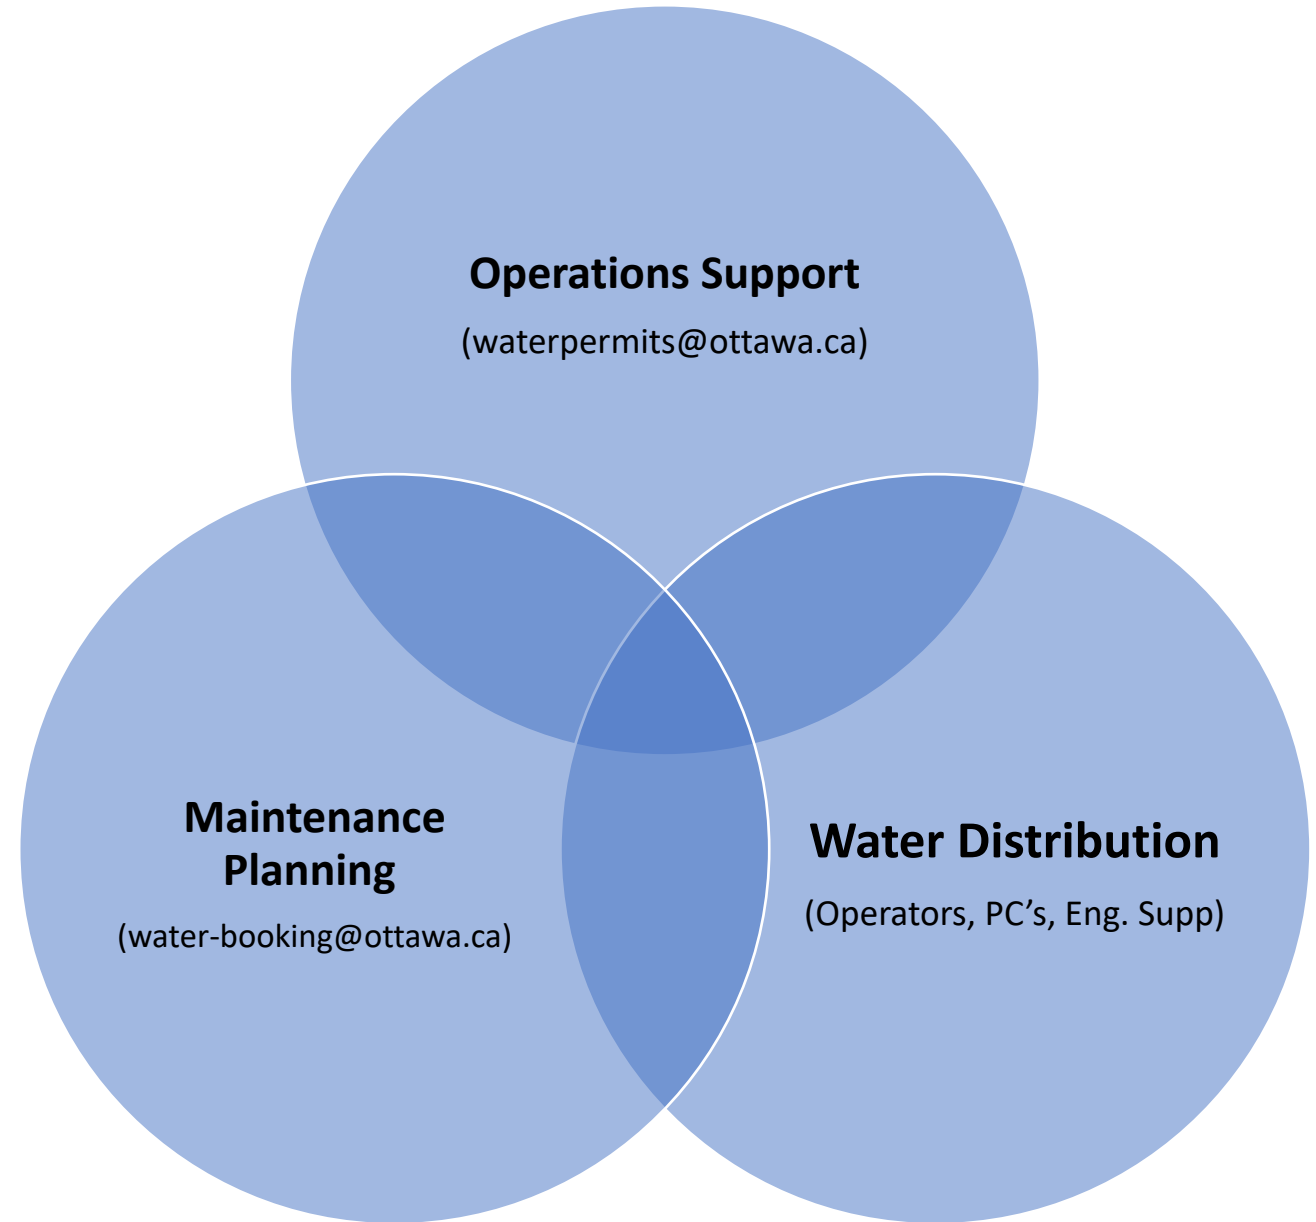 Operations Support
(waterpermits@ottawa.ca)
Maintenance
Planning
(water-booking@ottawa.ca)
Water Distribution
(Operators, PC’s, Eng. Supp)